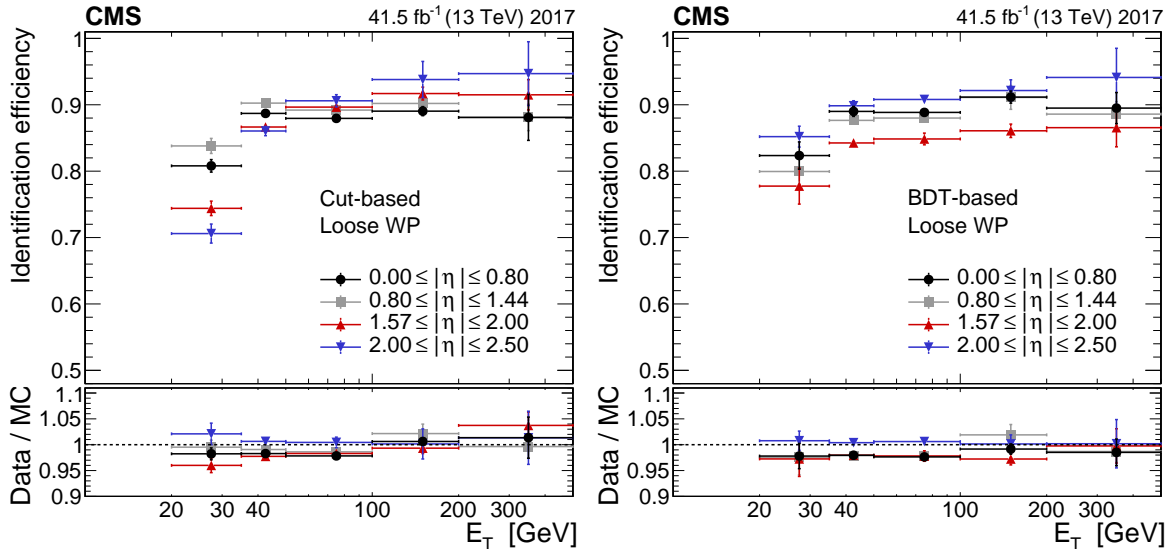 CMS 41.5 fb⁻¹ (13 TeV) 2017
Identification efficiency
1
0.9
0.8
0.7
0.6
0.5
Cut-based
Loose WP
0.00 ≤ |η| ≤ 0.80
0.80 ≤ |η| ≤ 1.44
1.57 ≤ |η| ≤ 2.00
2.00 ≤ |η| ≤ 2.50
Data / MC
1.1
1.05
1
0.95
0.9
20 30 40 100 200
E_T [GeV]
CMS 41.5 fb⁻¹ (13 TeV) 2017
Identification efficiency
1
0.9
0.8
0.7
0.6
0.5
BDT-based
Loose WP
0.00 ≤ |η| ≤ 0.80
0.80 ≤ |η| ≤ 1.44
1.57 ≤ |η| ≤ 2.00
2.00 ≤ |η| ≤ 2.50
Data / MC
1.1
1.05
1
0.95
0.9
20 30 40 100 200
E_T [GeV]